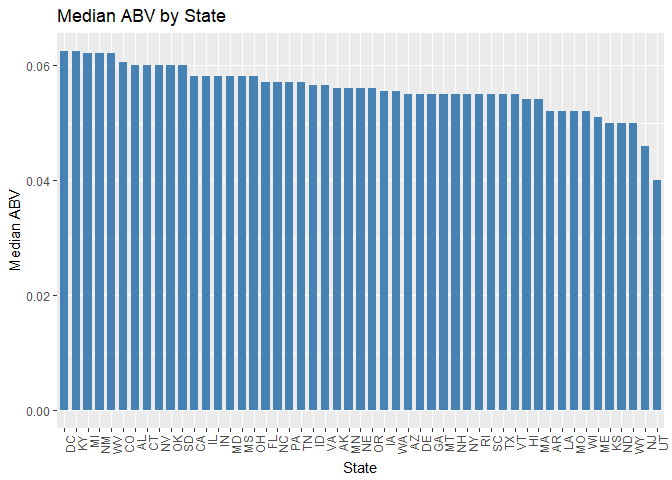 Median ABV by State
0.06
0.04
0.02
0.00
Median ABV
DC KY MI NM WV CO AL CT NV OK SD CA IL IN MD MS OH FL NC PA TN ID VA AK MN NE OR IA WA AZ DE GA MT NH NY RI SC TX VT HI MA AR LA MO WI ME KS ND WY NJ UT
State